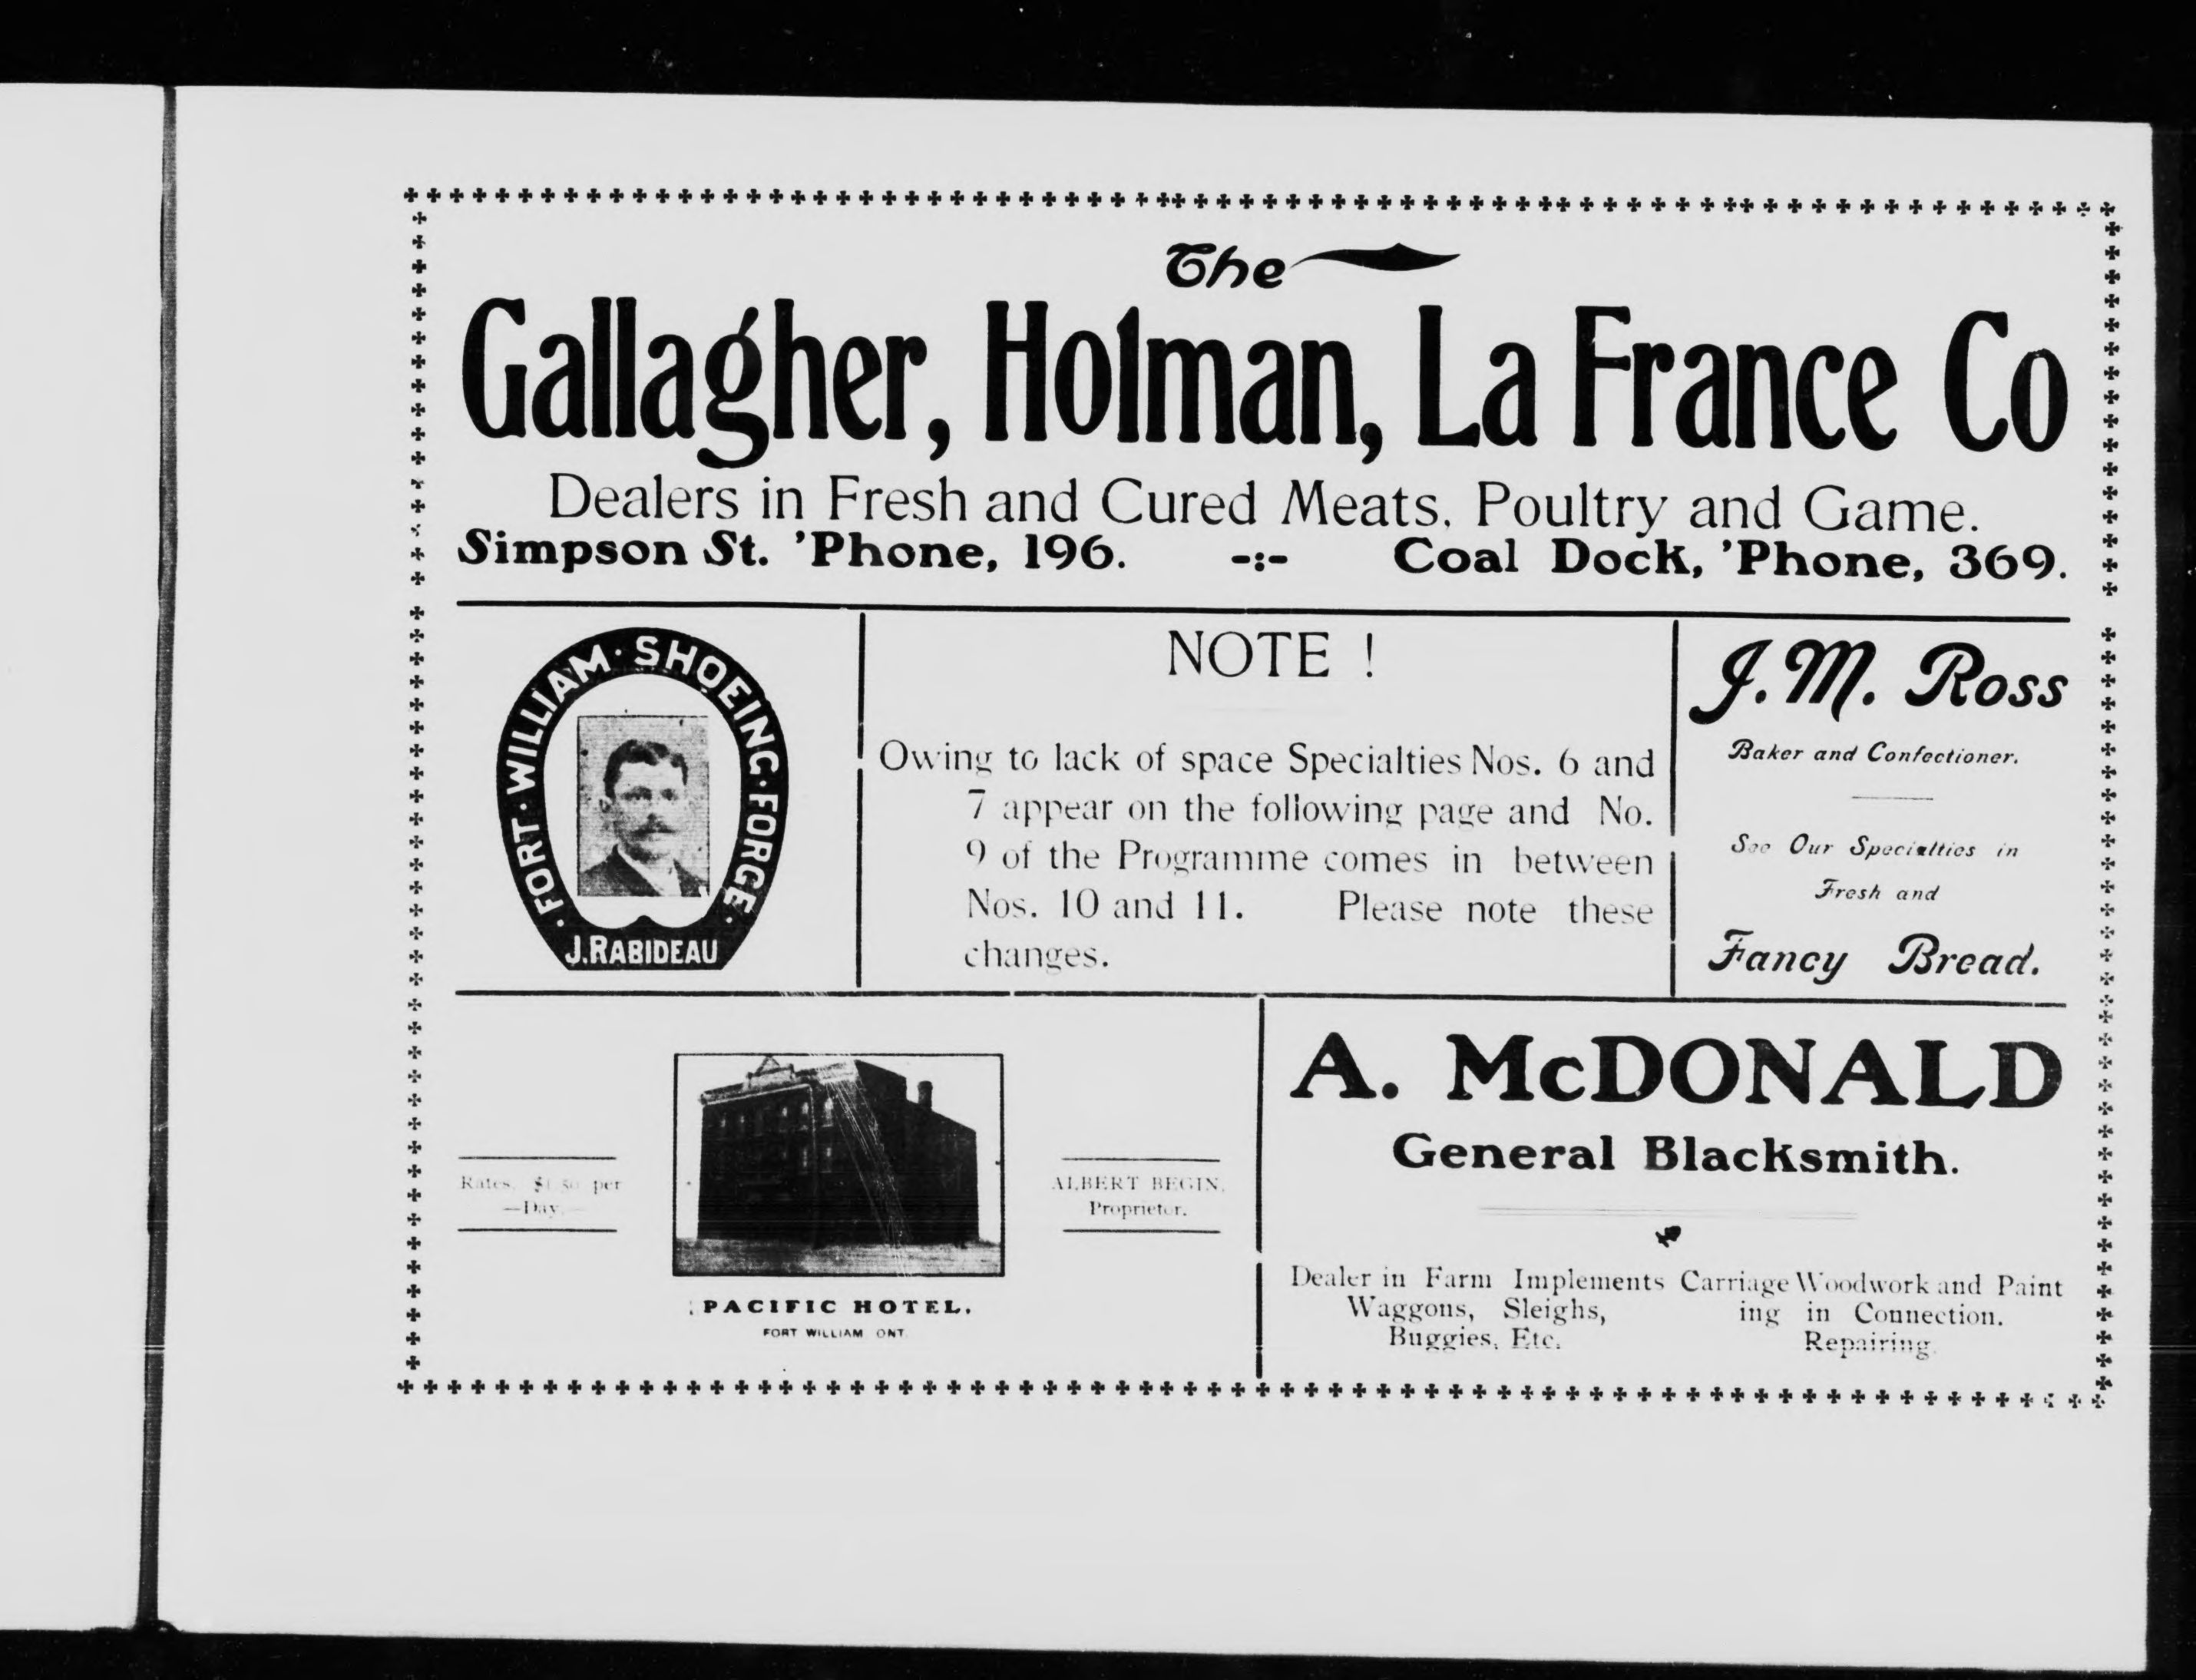 The
Gallagher, Holman, La France Co
Dealers in Fresh and Cured Meats, Poultry and Game.
Simpson St. 'Phone, 196. -:- Coal Dock, 'Phone, 369.
FORT · WILLIAM · SHOEING · FORGE ·
J. RABIDEAU
NOTE !
Owing to lack of space Specialties Nos. 6 and
7 appear on the following page and No.
9 of the Programme comes in between
Nos. 10 and 11. Please note these
changes.
J. M. Ross
Baker and Confectioner.
See Our Specialties in
Fresh and
Fancy Bread.
Rates, $1.50 per
—Day.—
ALBERT BEGIN,
Proprietor.
PACIFIC HOTEL.
FORT WILLIAM ONT.
A. McDONALD
General Blacksmith.
Dealer in Farm Implements
Waggons, Sleighs,
Buggies, Etc.
Carriage Woodwork and Paint
ing in Connection.
Repairing.